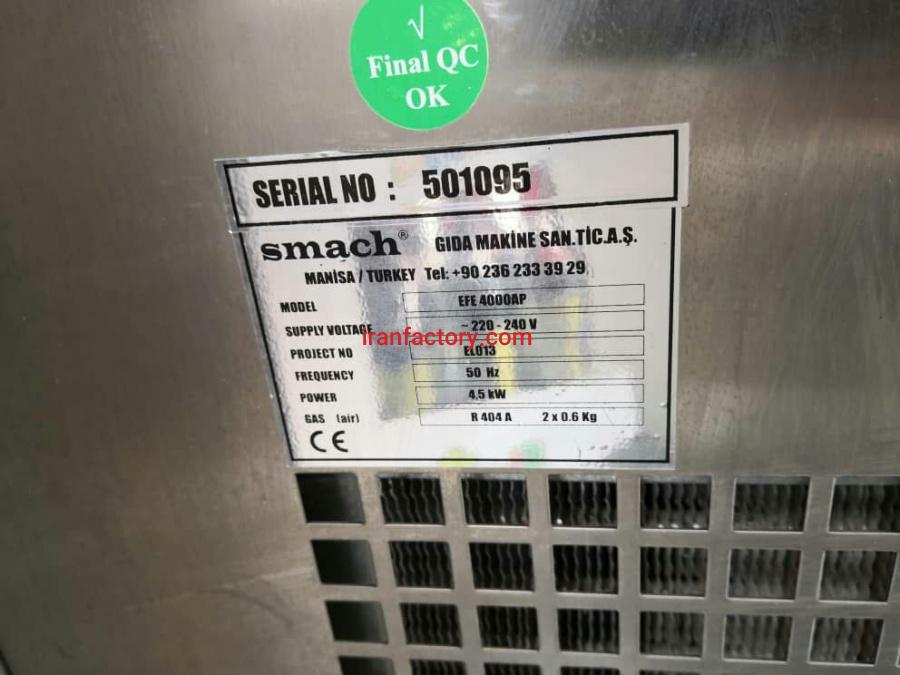 √
Final QC
OK
SERIAL NO : 501095
smach® GIDA MAKİNE SAN.TİC.A.Ş.
MANİSA / TURKEY Tel: +90 236 233 39 29
MODEL EFE 4000AP
SUPPLY VOLTAGE ~ 220 - 240 V
Iranfactory.com
PROJECT NO EL013
FREQUENCY 50 Hz
POWER 4,5 kW
GAS (air) R 404 A 2 x 0.6 Kg
CE